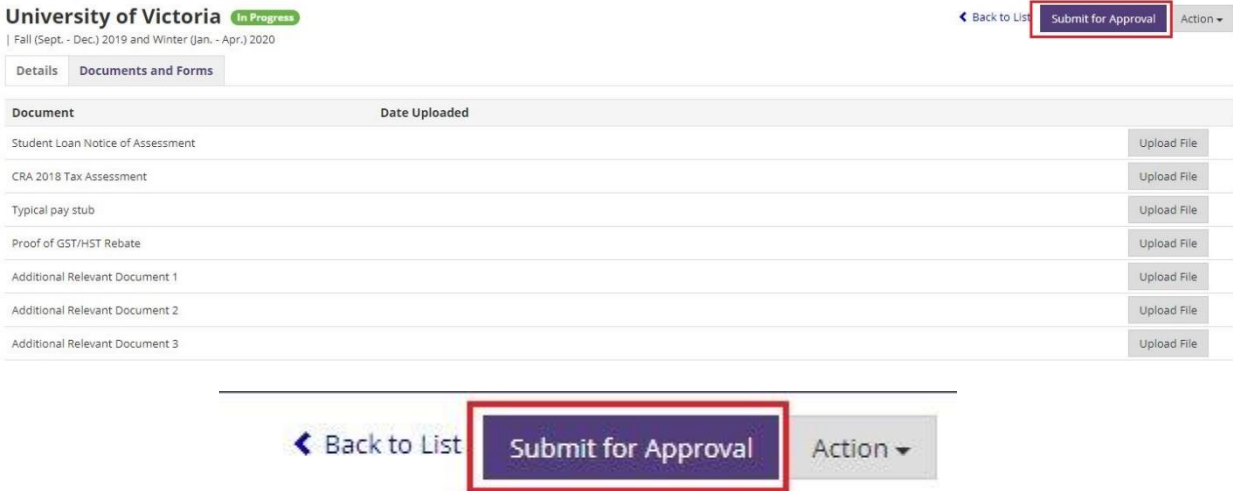 University of Victoria In Progress
Back to List Submit for Approval Action
| Fall (Sept. - Dec.) 2019 and Winter (Jan. - Apr.) 2020
Details Documents and Forms
Document Date Uploaded
Student Loan Notice of Assessment Upload File
CRA 2018 Tax Assessment Upload File
Typical pay stub Upload File
Proof of GST/HST Rebate Upload File
Additional Relevant Document 1 Upload File
Additional Relevant Document 2 Upload File
Additional Relevant Document 3 Upload File
Back to List Submit for Approval Action